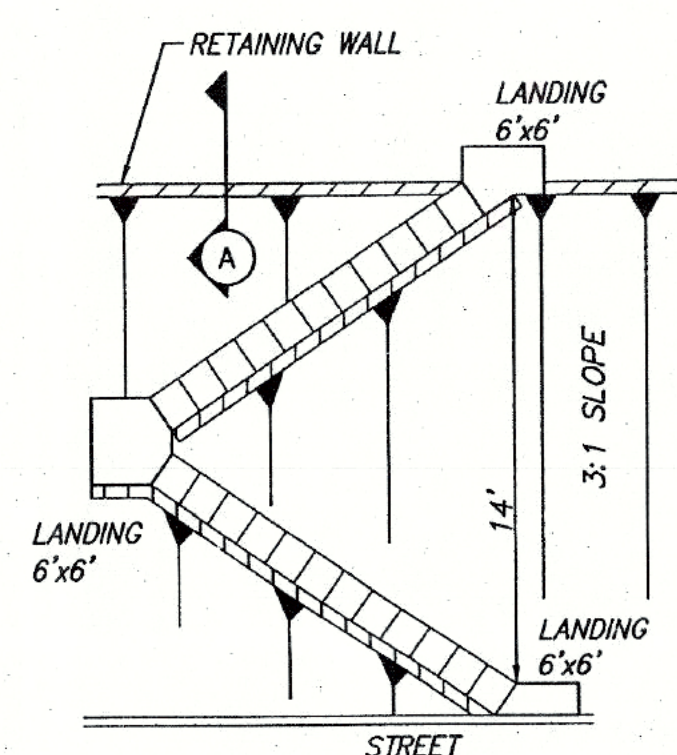 RETAINING WALL
LANDING
6'x6'
A
3:1 SLOPE
14'
LANDING
6'x6'
LANDING
6'x6'
STREET